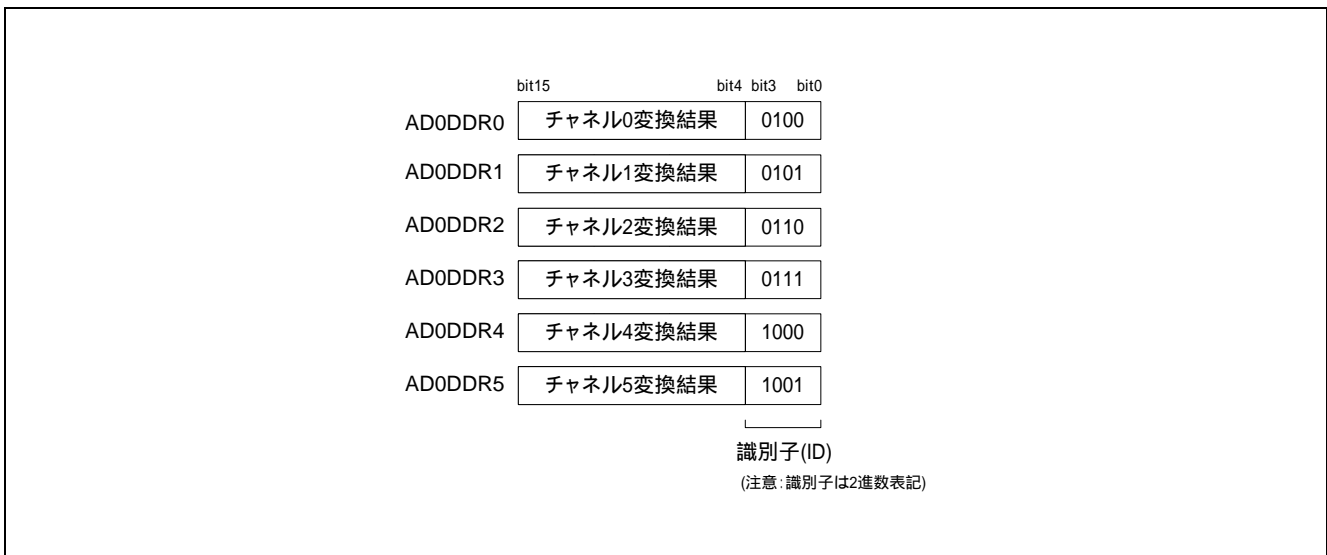 bit15 bit4 bit3 bit0
AD0DDR0 チャネル0変換結果 0100
AD0DDR1 チャネル1変換結果 0101
AD0DDR2 チャネル2変換結果 0110
AD0DDR3 チャネル3変換結果 0111
AD0DDR4 チャネル4変換結果 1000
AD0DDR5 チャネル5変換結果 1001
識別子(ID)
(注意:識別子は2進数表記)